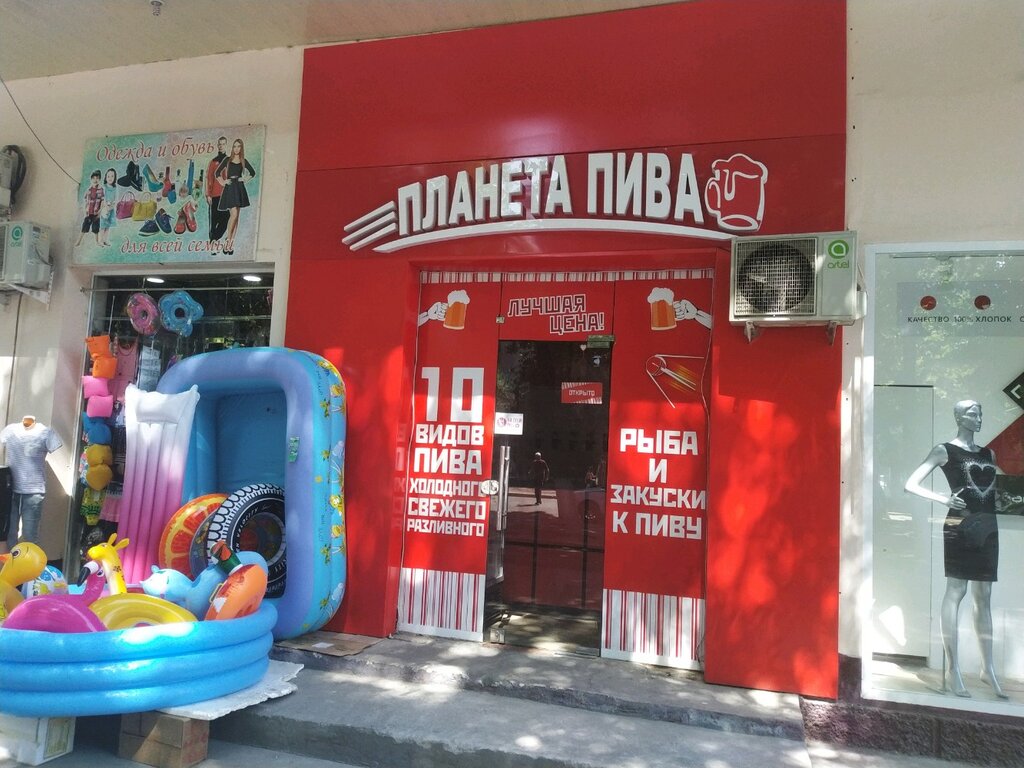 Одежда и обувь
для всей семьи
ПЛАНЕТА ПИВА
artel
ЛУЧШАЯ
ЦЕНА!
ОТКРЫТО
10
ВИДОВ
ПИВА
ХОЛОДНОГО
СВЕЖЕГО
РАЗЛИВНОГО
РЫБА
И
ЗАКУСКИ
К ПИВУ
КАЧЕСТВО 100% ХЛОПОК